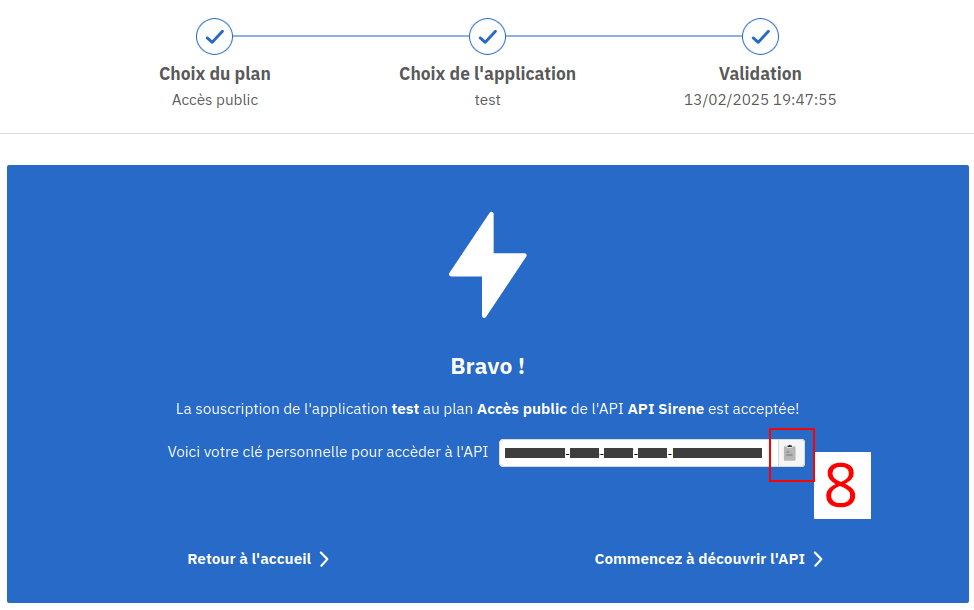 Choix du plan
Accès public
Choix de l'application
test
Validation
13/02/2025 19:47:55
Bravo !
La souscription de l'application test au plan Accès public de l'API API Sirene est acceptée!
Voici votre clé personnelle pour accèder à l'API
8
Retour à l'accueil
Commencez à découvrir l'API